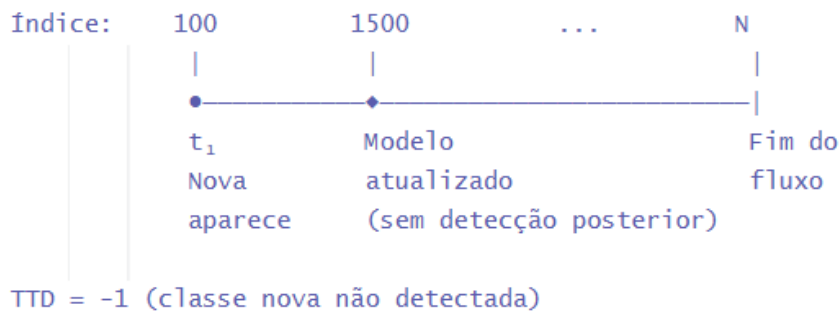 Índice: 100 1500 ... N
t₁ Modelo Fim do
Nova atualizado fluxo
aparece (sem detecção posterior)
TTD = -1 (classe nova não detectada)